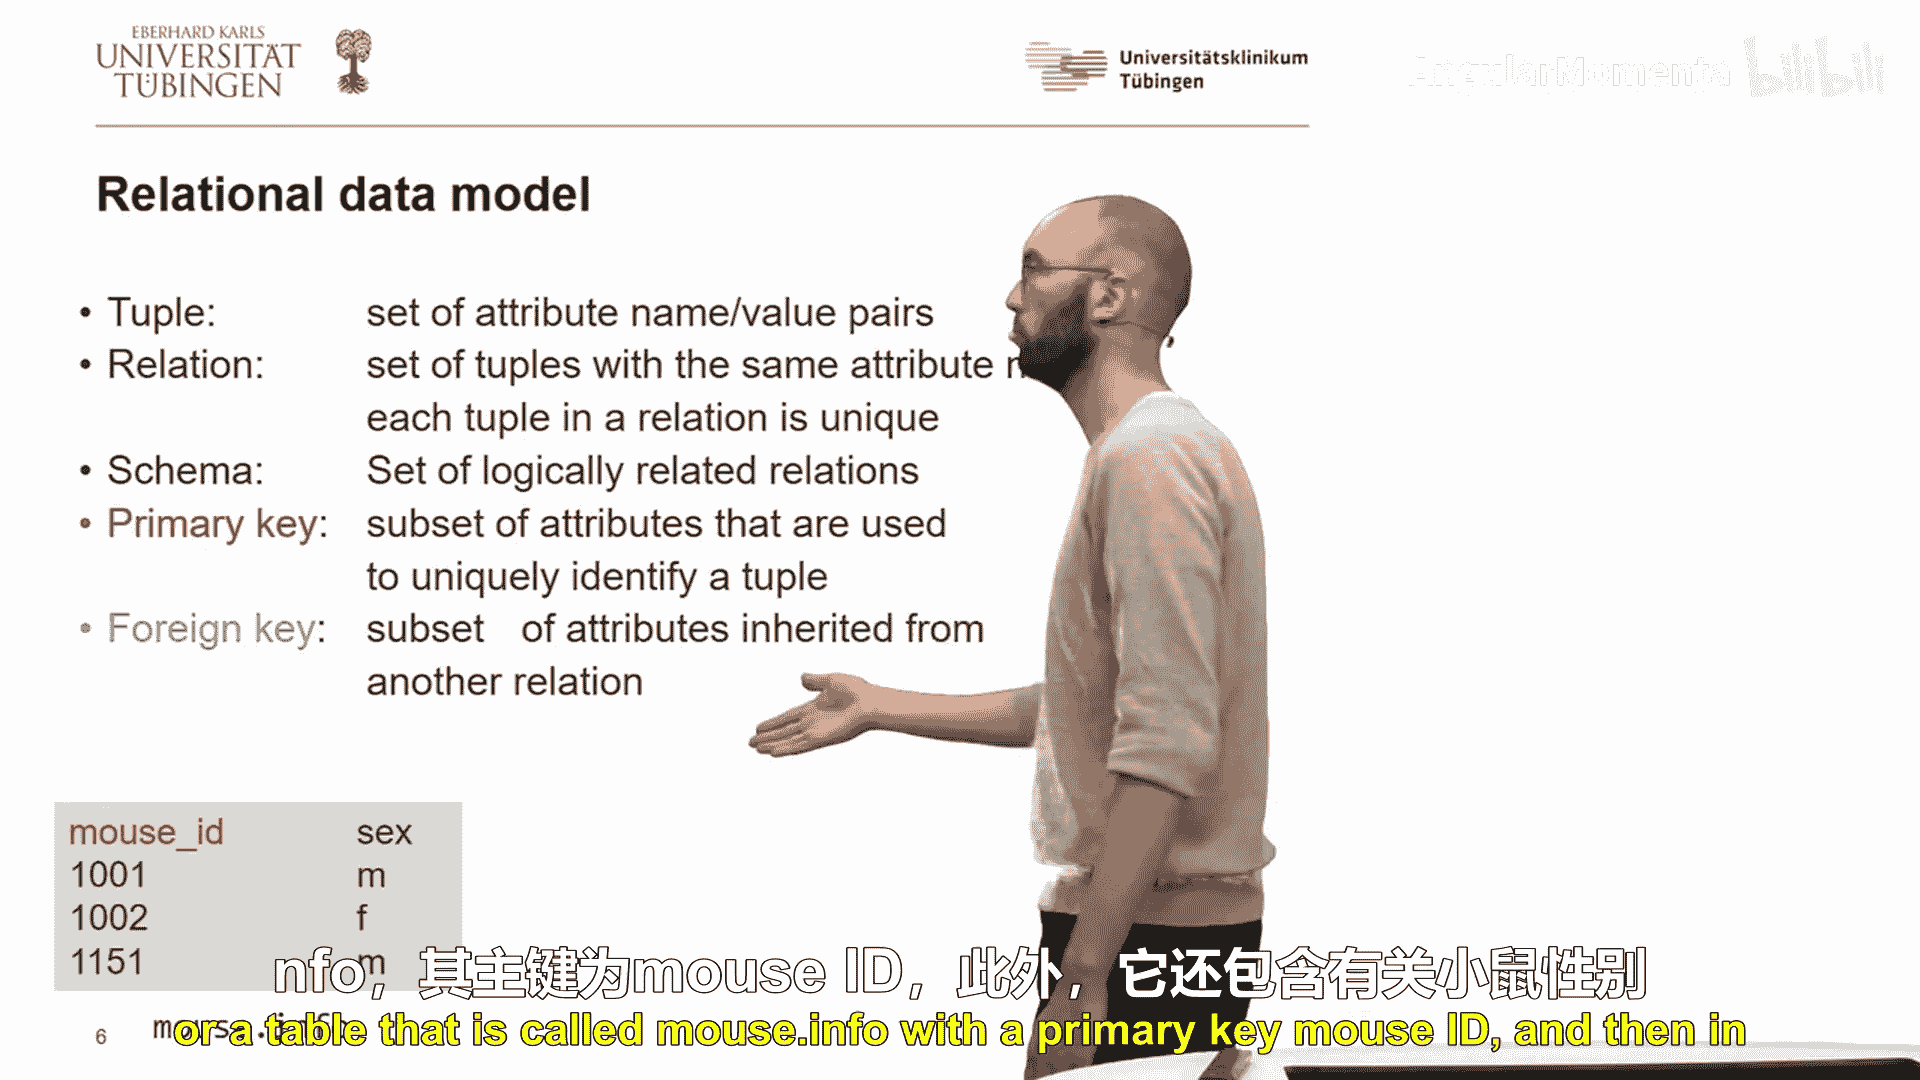 EBERHARD KARLS
UNIVERSITÄT
TÜBINGEN
Universitätsklinikum
Tübingen
AngularMomenta bilibili
Relational data model
• Tuple: set of attribute name/value pairs
• Relation: set of tuples with the same attribute
each tuple in a relation is unique
• Schema: Set of logically related relations
• Primary key: subset of attributes that are used
to uniquely identify a tuple
• Foreign key: subset of attributes inherited from
another relation
mouse_id sex
1001 m
1002 f
1151 m
nfo，其主键为mouse ID，此外，它还包含有关小鼠性别
or a table that is called mouse.info with a primary key mouse ID, and then in
6